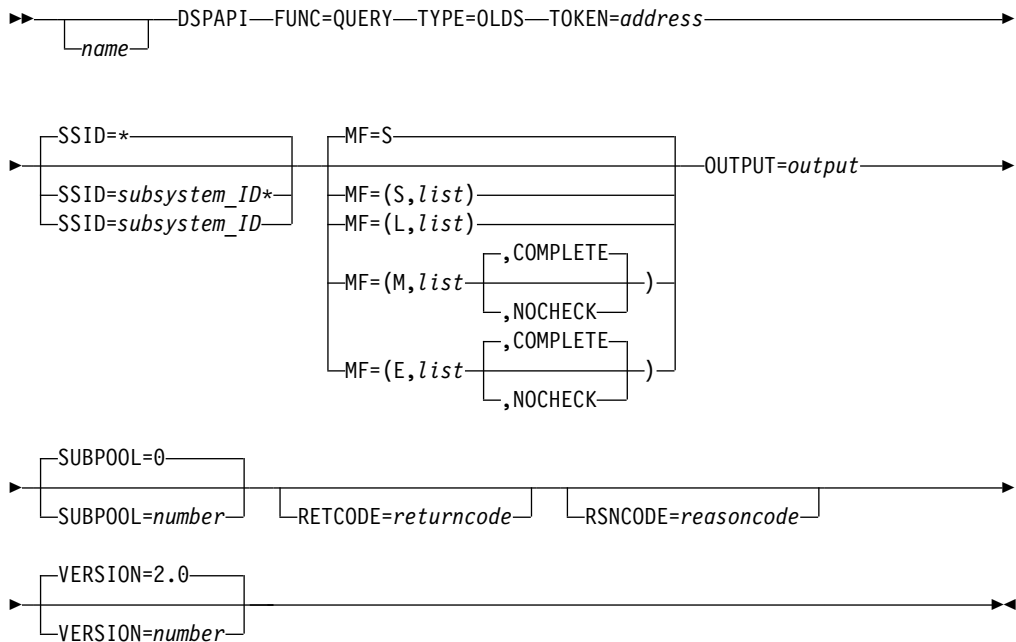 DSPAPI FUNC=QUERY TYPE=OLDS TOKEN=address
name
SSID=* MF=S
OUTPUT=output
SSID=subsystem_ID* MF=(S,list)
SSID=subsystem_ID MF=(L,list)
,COMPLETE
MF=(M,list )
,NOCHECK
,COMPLETE
MF=(E,list )
,NOCHECK
SUBPOOL=0
SUBPOOL=number RETCODE=returncode RSNCODE=reasoncode
VERSION=2.0
VERSION=number